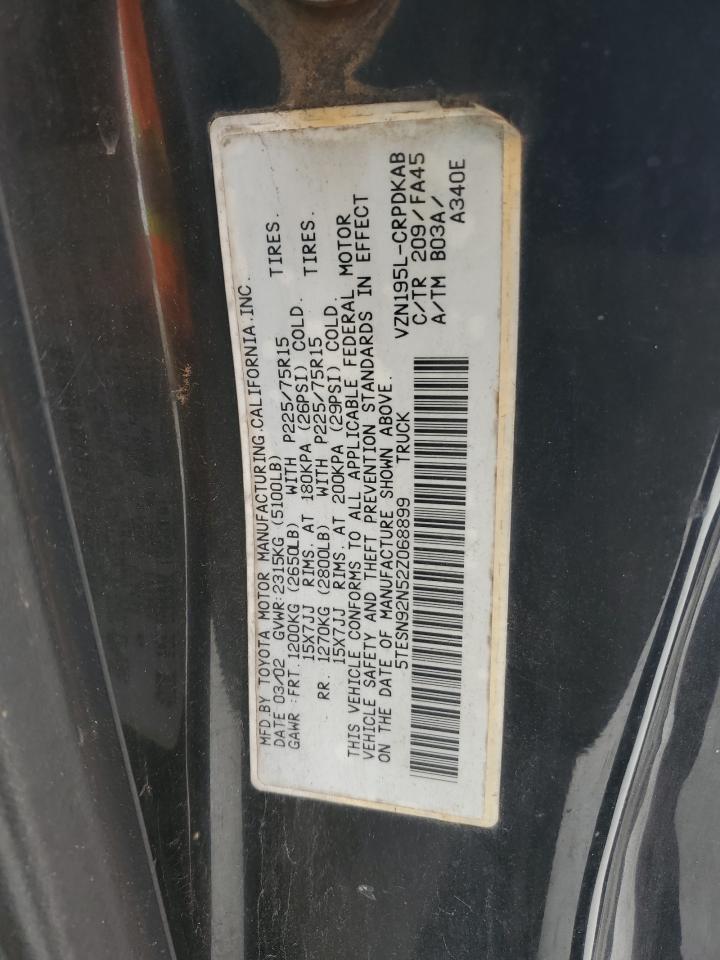 MFD.BY TOYOTA MOTOR MANUFACTURING.CALIFORNIA.INC.
DATE 03/02 GVWR:2315KG (5100LB)
GAWR :FRT.1200KG (2650LB) WITH P225/75R15 TIRES.
15X7JJ RIMS. AT 180KPA (26PSI) COLD.
RR. 1270KG (2800LB) WITH P225/75R15 TIRES.
15X7JJ RIMS. AT 200KPA (29PSI) COLD.
THIS VEHICLE CONFORMS TO ALL APPLICABLE FEDERAL MOTOR
VEHICLE SAFETY AND THEFT PREVENTION STANDARDS IN EFFECT
ON THE DATE OF MANUFACTURE SHOWN ABOVE.
5TESN92N52Z068899 TRUCK
VZN195L-CRPDKAB
C/TR 209/FA45
A/TM B03A/
A340E